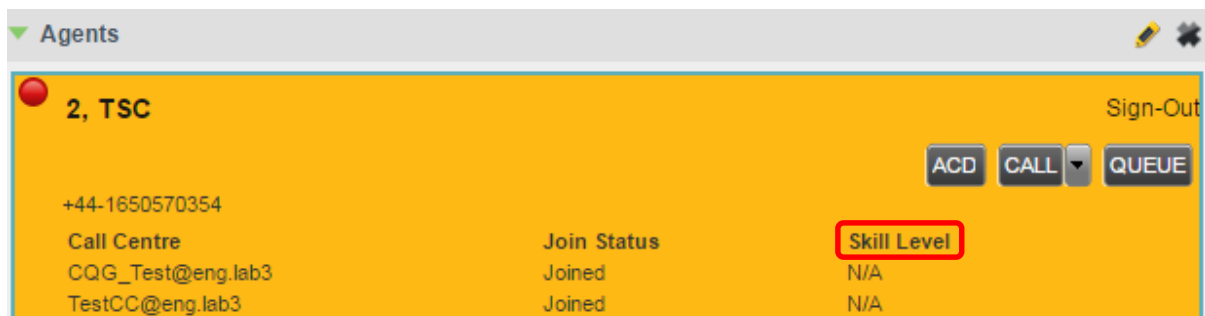 Agents
2, TSC Sign-Out
ACD CALL QUEUE
+44-1650570354
Call Centre Join Status Skill Level
CQG_Test@eng.lab3 Joined N/A
TestCC@eng.lab3 Joined N/A